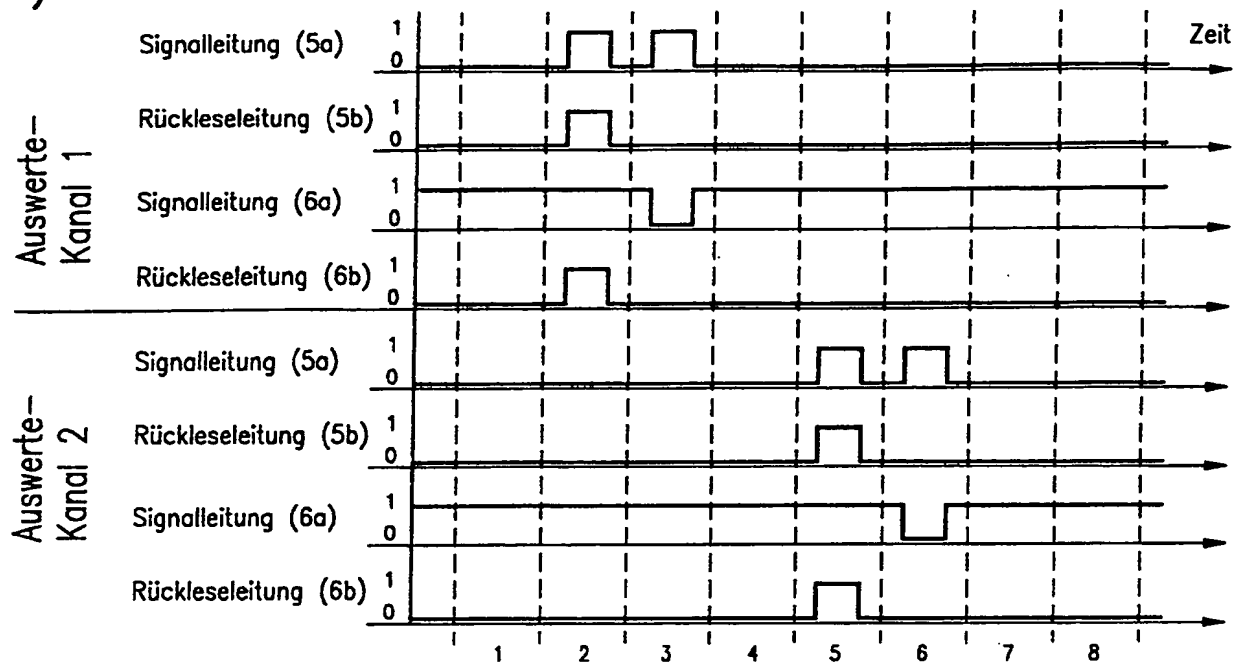 Zeit
Auswerte-
Kanal 1
Signalleitung (5a) 1 0
Rückleseleitung (5b) 1 0
Signalleitung (6a) 1 0
Rückleseleitung (6b) 1 0
Auswerte-
Kanal 2
Signalleitung (5a) 1 0
Rückleseleitung (5b) 1 0
Signalleitung (6a) 1 0
Rückleseleitung (6b) 1 0
1 2 3 4 5 6 7 8